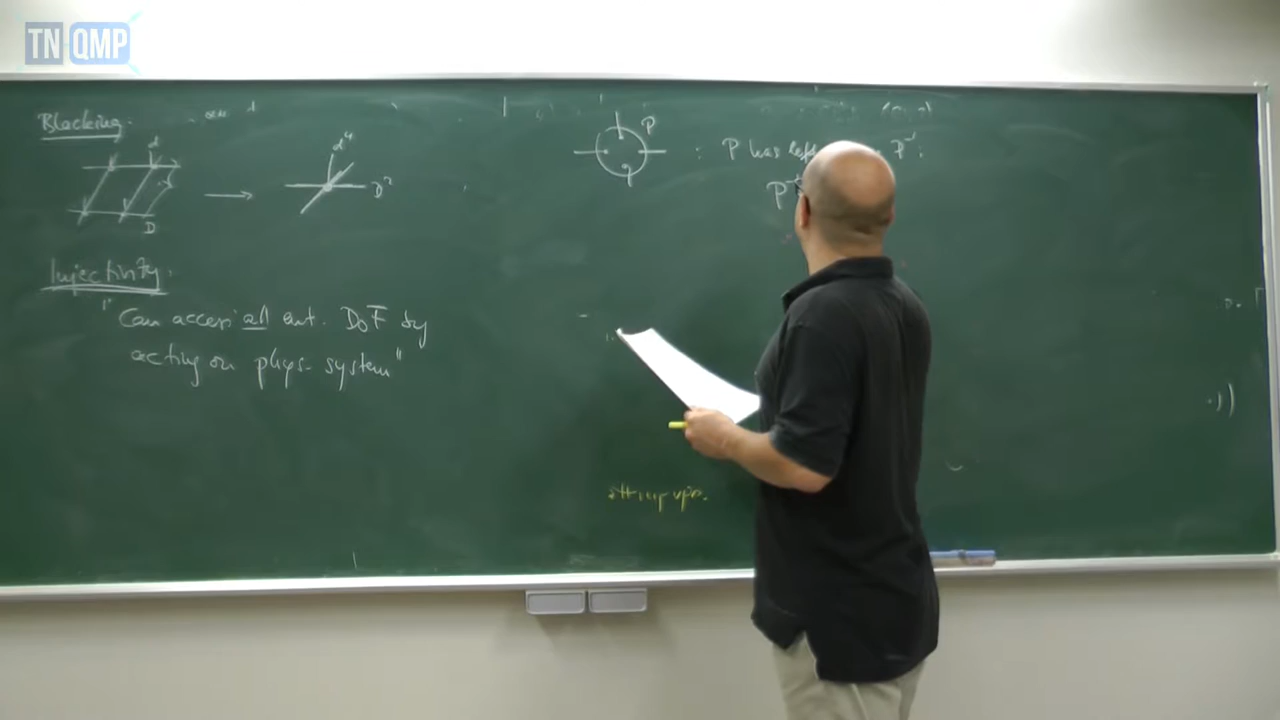 TN QMP
Blocking:
d
D
d⁴
D²
Injectivity:
"Can access all ent. DoF by
acting on phys. system"
P
: P has left P⁻¹:
P⁻¹